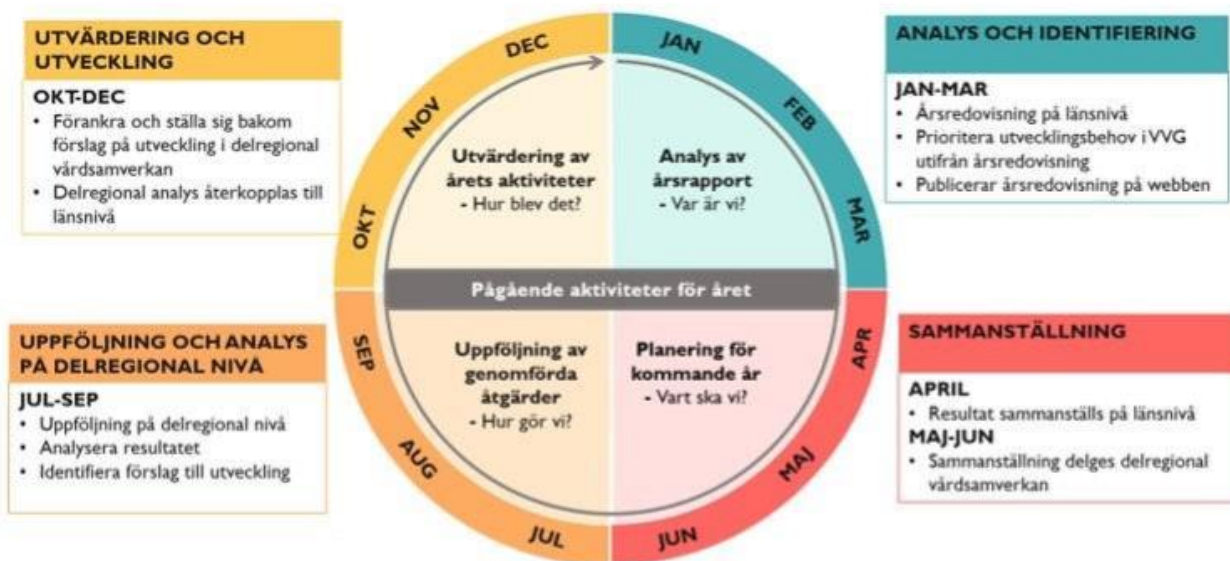 UTVÄRDERING OCH
UTVECKLING
OKT-DEC
• Förankra och ställa sig bakom
förslag på utveckling i delregional
vårdsamverkan
• Delregional analys återkopplas till
länsnivå
ANALYS OCH IDENTIFIERING
JAN-MAR
• Årsredovisning på länsnivå
• Prioritera utvecklingsbehov i VVG
utifrån årsredovisning
• Publicerar årsredovisning på webben
JAN
FEB
MAR
APR
MAJ
JUN
JUL
AUG
SEP
OKT
NOV
DEC
Utvärdering av
årets aktiviteter
- Hur blev det?
Analys av
årsrapport
- Var är vi?
Pågående aktiviteter för året
Uppföljning av
genomförda
åtgärder
- Hur gör vi?
Planering för
kommande år
- Vart ska vi?
UPPFÖLJNING OCH ANALYS
PÅ DELREGIONAL NIVÅ
JUL-SEP
• Uppföljning på delregional nivå
• Analysera resultatet
• Identifiera förslag till utveckling
SAMMANSTÄLLNING
APRIL
• Resultat sammanställs på länsnivå
MAJ-JUN
• Sammanställning delges delregional
vårdsamverkan